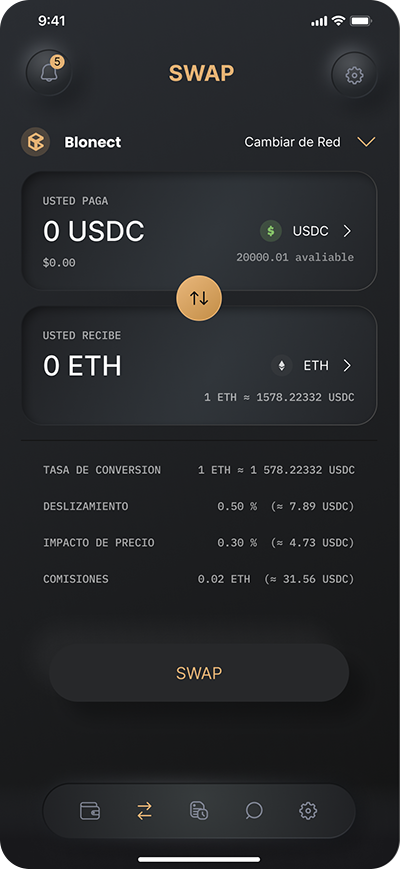 9:41
5
SWAP
Blonect
Cambiar de Red
USTED PAGA
0 USDC
$ USDC
$0.00
20000.01 avaliable
USTED RECIBE
0 ETH
ETH
1 ETH ≈ 1578.22332 USDC
TASA DE CONVERSION 1 ETH ≈ 1 578.22332 USDC
DESLIZAMIENTO 0.50 % (≈ 7.89 USDC)
IMPACTO DE PRECIO 0.30 % (≈ 4.73 USDC)
COMISIONES 0.02 ETH (≈ 31.56 USDC)
SWAP